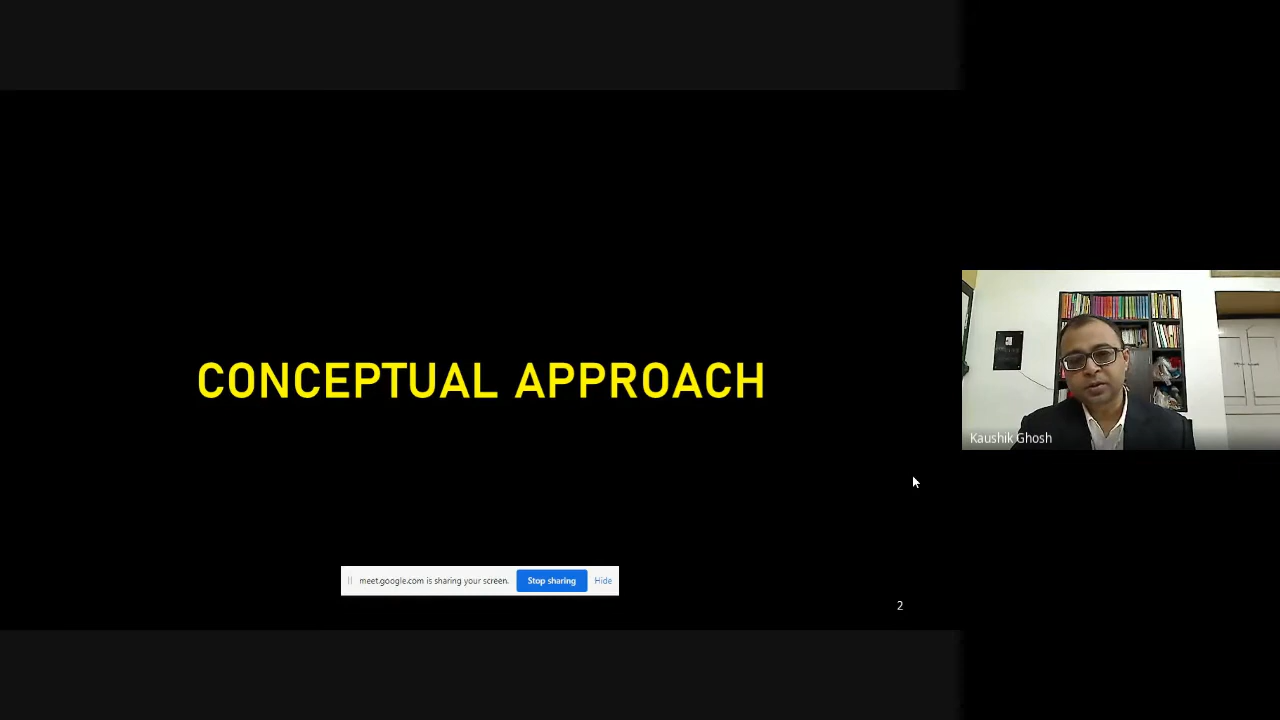 CONCEPTUAL APPROACH
Kaushik Ghosh
meet.google.com is sharing your screen.
Stop sharing
Hide
2